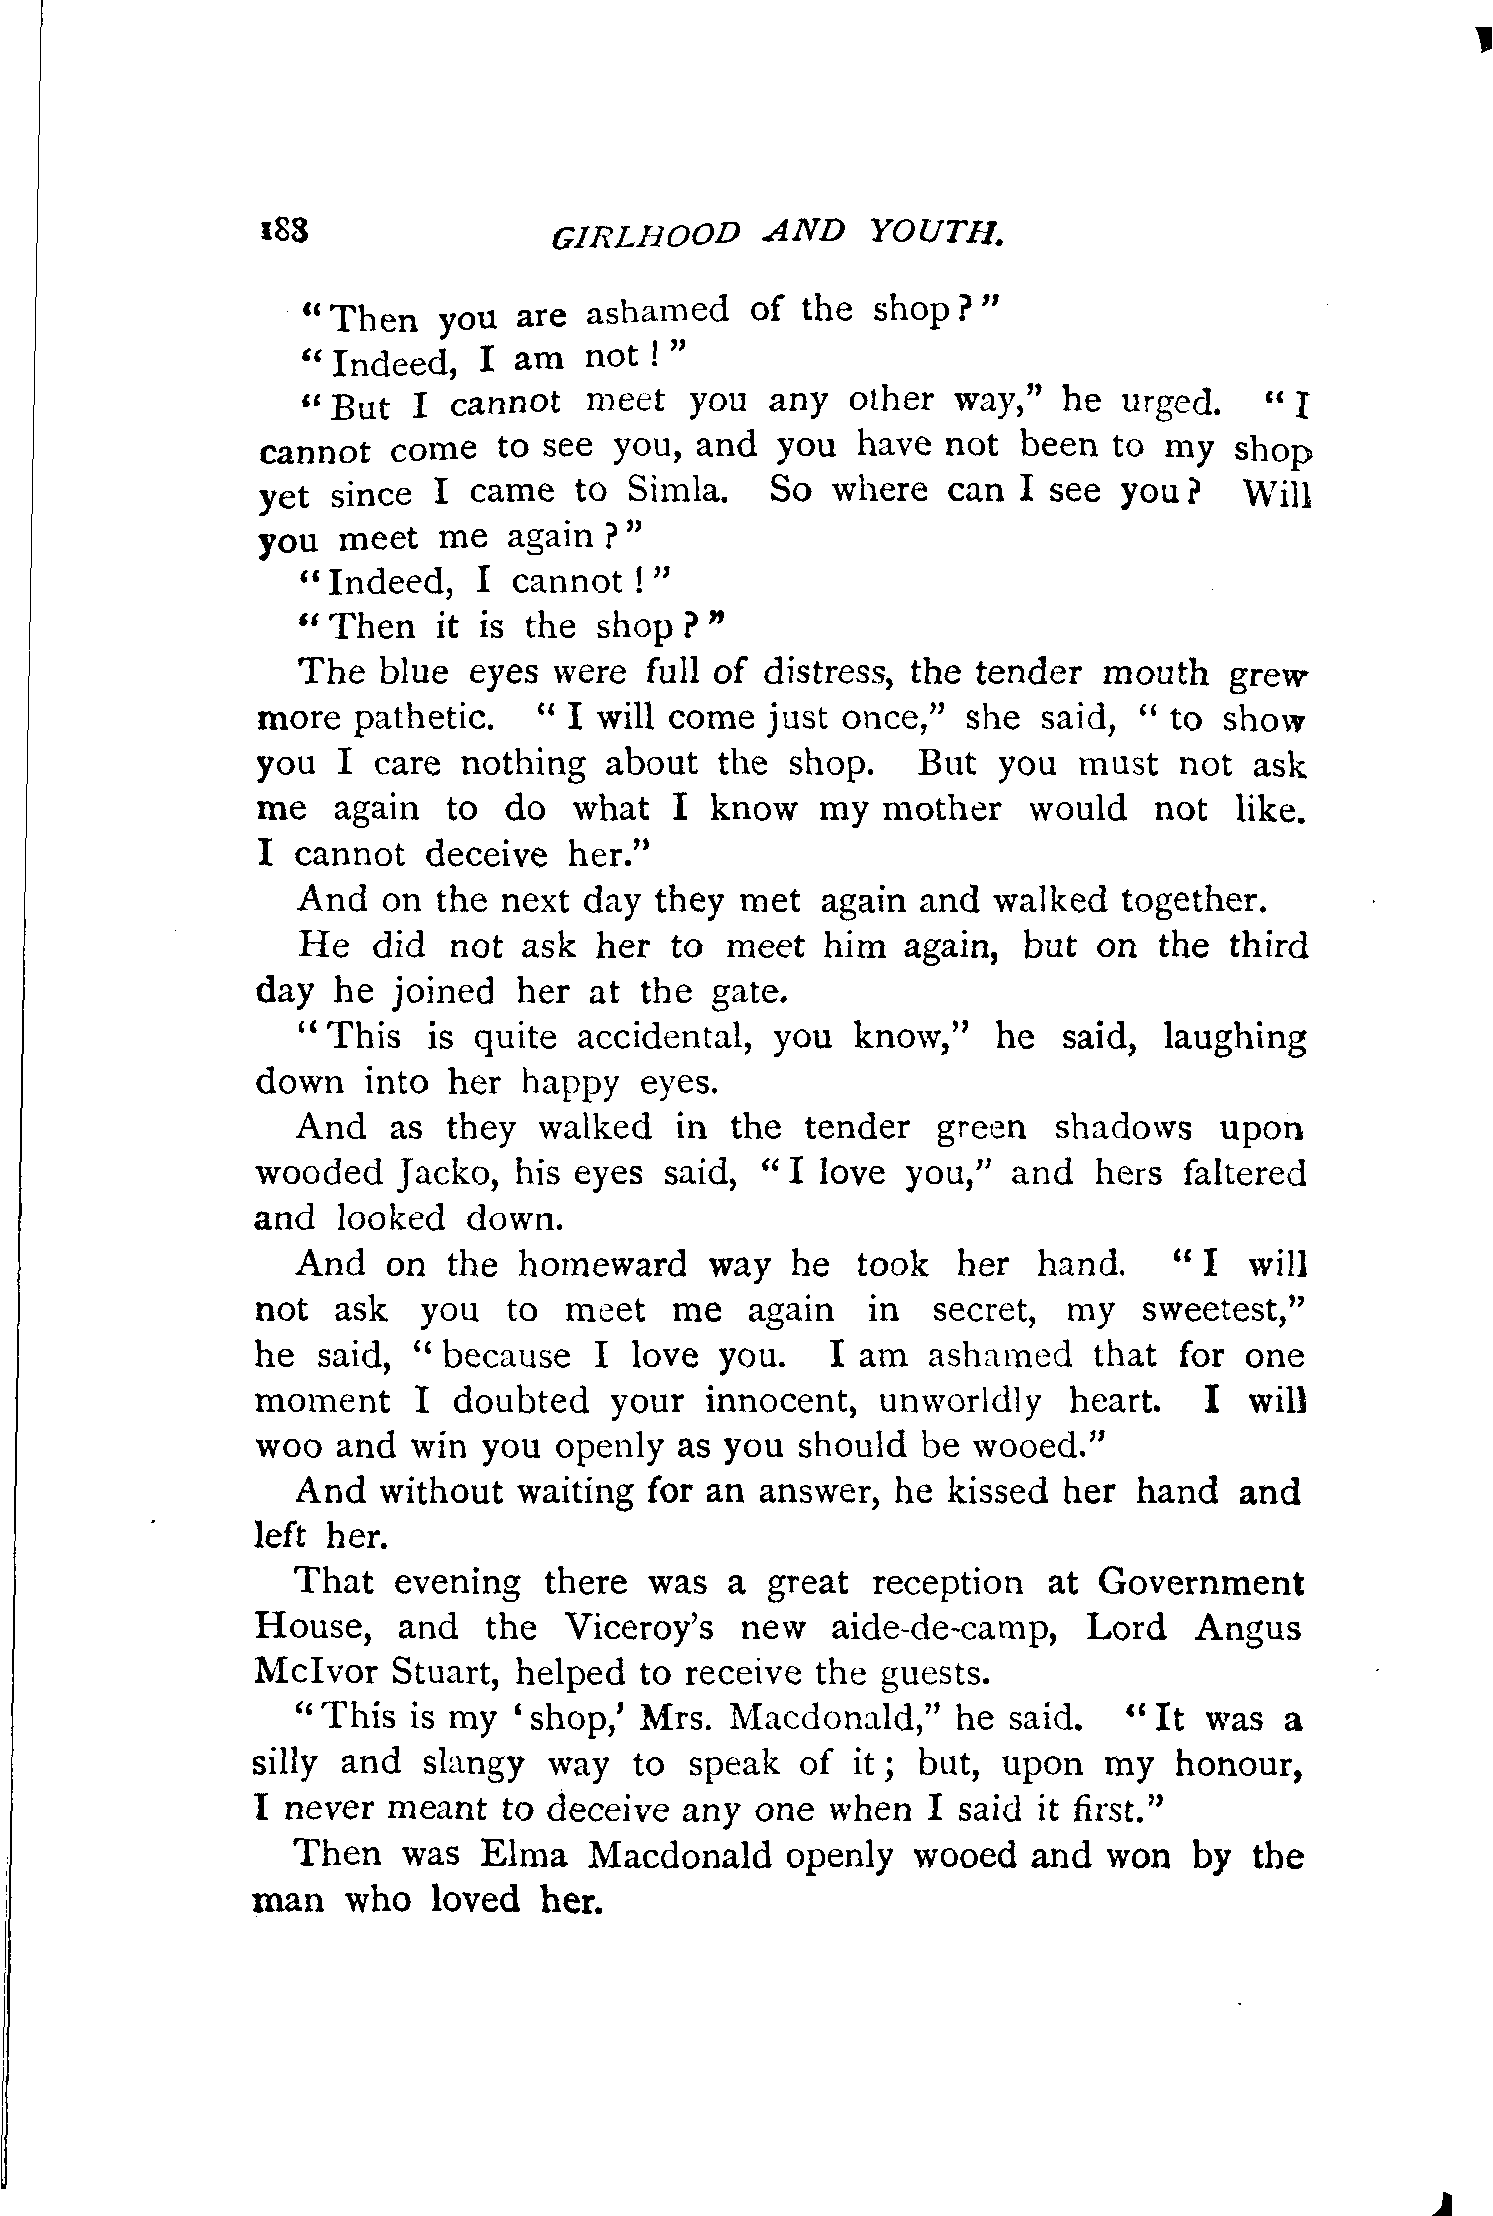 188 GIRLHOOD AND YOUTH.
"Then you are ashamed of the shop?"
"Indeed, I am not!"
"But I cannot meet you any other way," he urged. "I
cannot come to see you, and you have not been to my shop
yet since I came to Simla. So where can I see you? Will
you meet me again?"
"Indeed, I cannot!"
"Then it is the shop?"
The blue eyes were full of distress, the tender mouth grew
more pathetic. "I will come just once," she said, "to show
you I care nothing about the shop. But you must not ask
me again to do what I know my mother would not like.
I cannot deceive her."
And on the next day they met again and walked together.
He did not ask her to meet him again, but on the third
day he joined her at the gate.
"This is quite accidental, you know," he said, laughing
down into her happy eyes.
And as they walked in the tender green shadows upon
wooded Jacko, his eyes said, "I love you," and hers faltered
and looked down.
And on the homeward way he took her hand. "I will
not ask you to meet me again in secret, my sweetest,"
he said, "because I love you. I am ashamed that for one
moment I doubted your innocent, unworldly heart. I will
woo and win you openly as you should be wooed."
And without waiting for an answer, he kissed her hand and
left her.
That evening there was a great reception at Government
House, and the Viceroy's new aide-de-camp, Lord Angus
McIvor Stuart, helped to receive the guests.
"This is my 'shop,' Mrs. Macdonald," he said. "It was a
silly and slangy way to speak of it; but, upon my honour,
I never meant to deceive any one when I said it first."
Then was Elma Macdonald openly wooed and won by the
man who loved her.